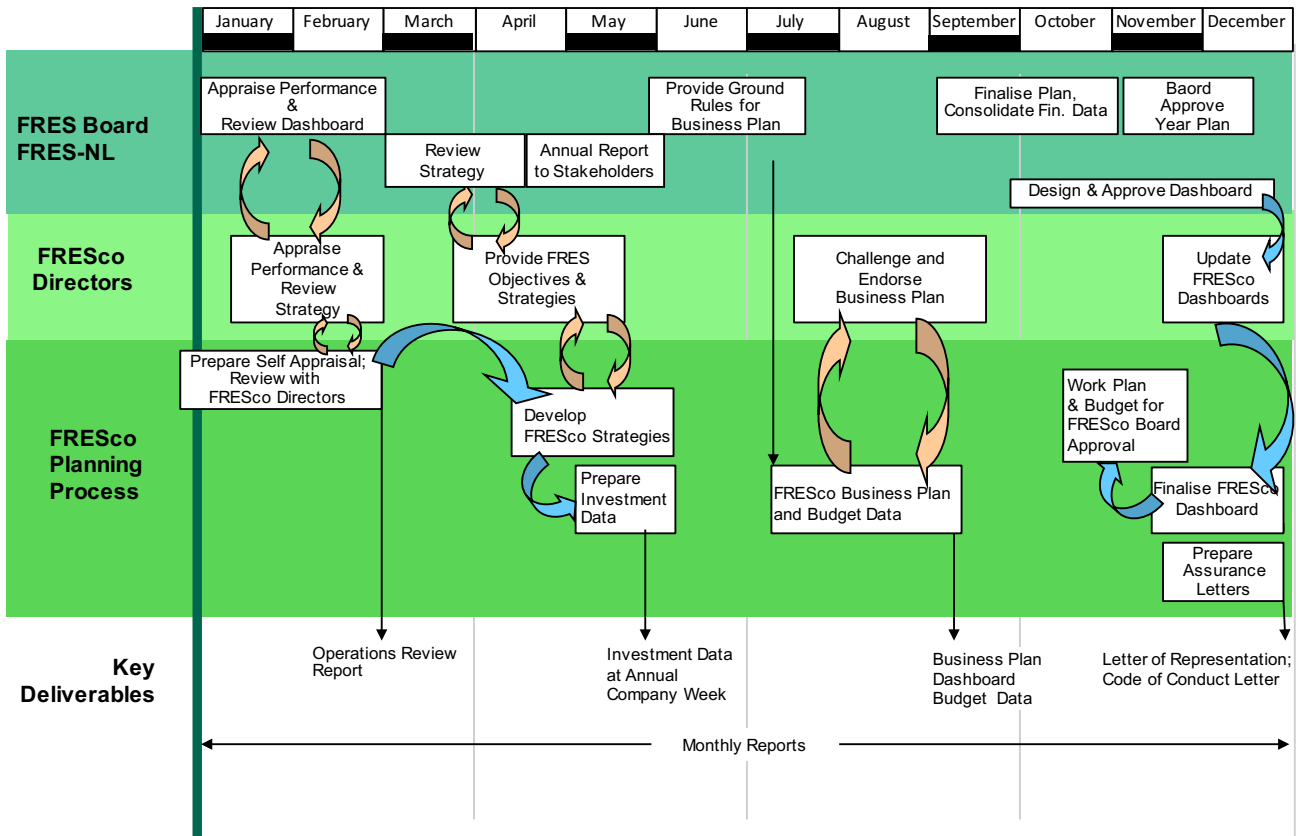 January February March April May June July August September October November December
FRES Board
FRES-NL
Appraise Performance
&
Review Dashboard
Review
Strategy
Annual Report
to Stakeholders
Provide Ground
Rules for
Business Plan
Finalise Plan,
Consolidate Fin. Data
Baord
Approve
Year Plan
Design & Approve Dashboard
FRESco
Directors
Appraise
Performance &
Review
Strategy
Provide FRES
Objectives &
Strategies
Challenge and
Endorse
Business Plan
Update
FRESco
Dashboards
FRESco
Planning
Process
Prepare Self Appraisal;
Review with
FRESco Directors
Develop
FRESco Strategies
Prepare
Investment
Data
FRESco Business Plan
and Budget Data
Work Plan
& Budget for
FRESco Board
Approval
Finalise FRESco
Dashboard
Prepare
Assurance
Letters
Key
Deliverables
Operations Review
Report
Investment Data
at Annual
Company Week
Business Plan
Dashboard
Budget Data
Letter of Representation;
Code of Conduct Letter
Monthly Reports